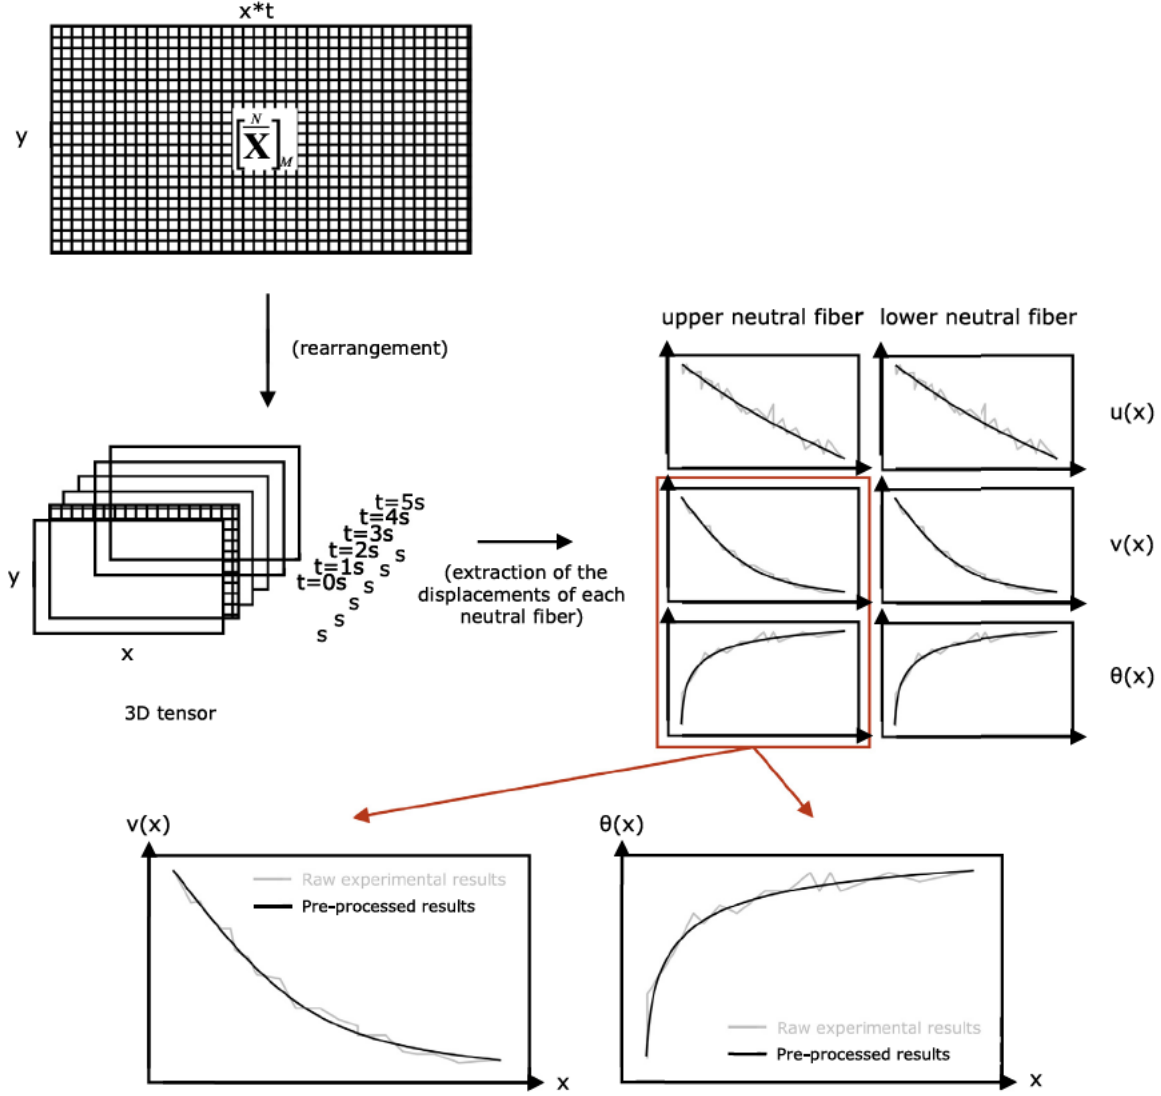 x*t
y
[X]
N
M
(rearrangement)
upper neutral fiber
lower neutral fiber
u(x)
v(x)
θ(x)
t=5s
t=4s
t=3s
t=2s
t=1s
t=0s
s
s
s
s
s
s
y
x
3D tensor
(extraction of the
displacements of each
neutral fiber)
v(x)
Raw experimental results
Pre-processed results
x
θ(x)
Raw experimental results
Pre-processed results
x